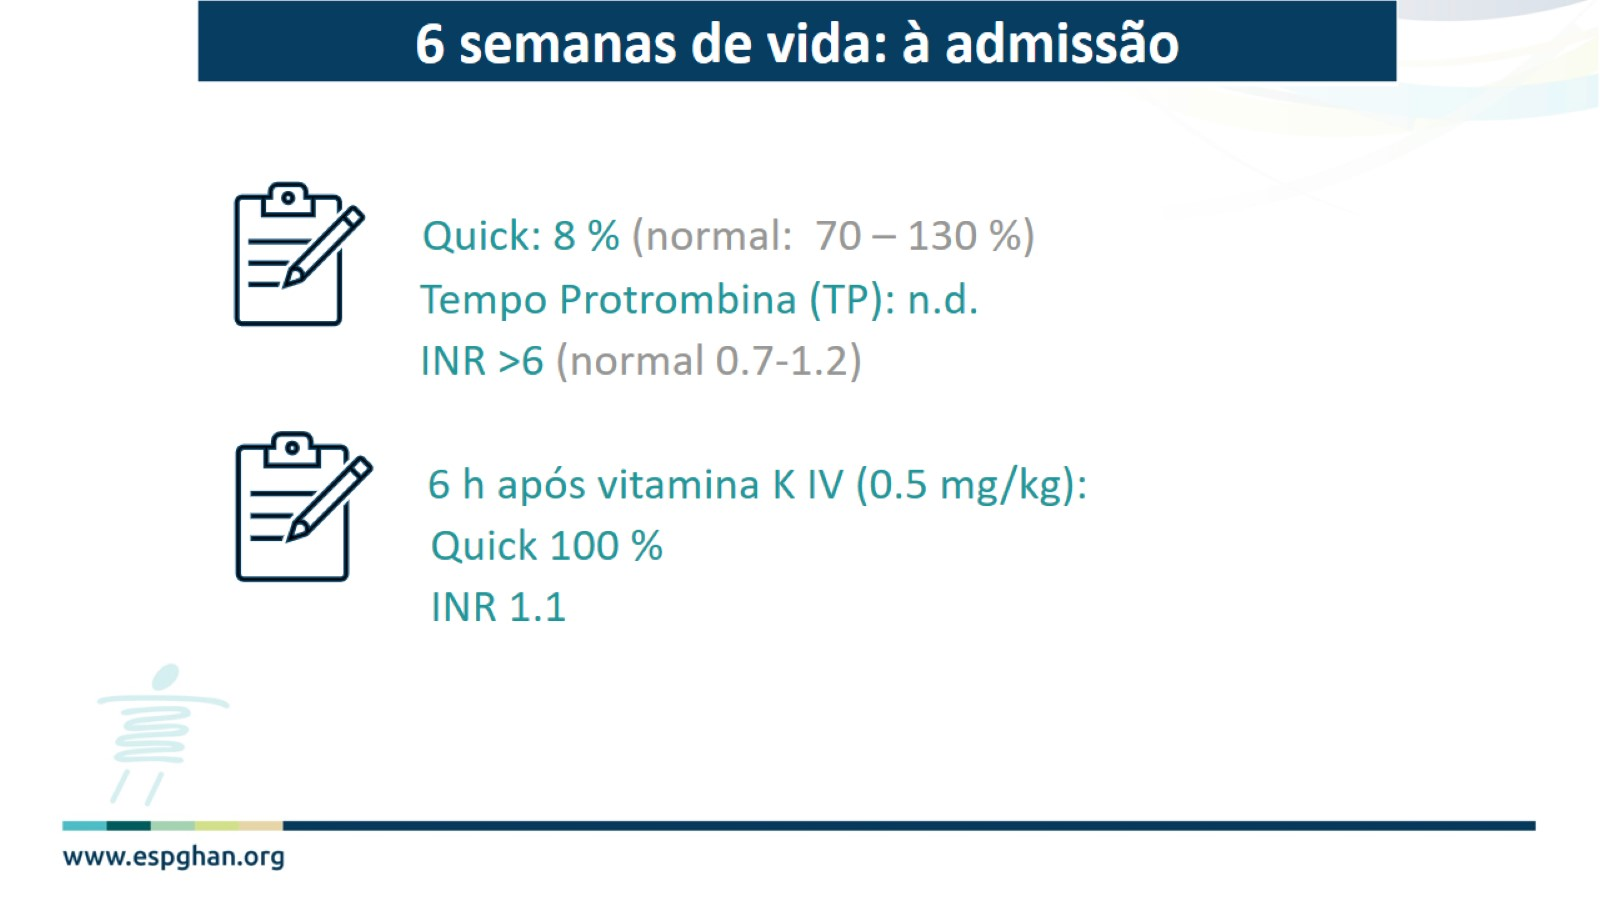 6 semanas de vida: à admissão
Quick: 8 % (normal: 70 – 130 %)
Tempo Protrombina (TP): n.d.
INR >6 (normal 0.7-1.2)
6 h após vitamina K IV (0.5 mg/kg):
Quick 100 %
INR 1.1
www.espghan.org